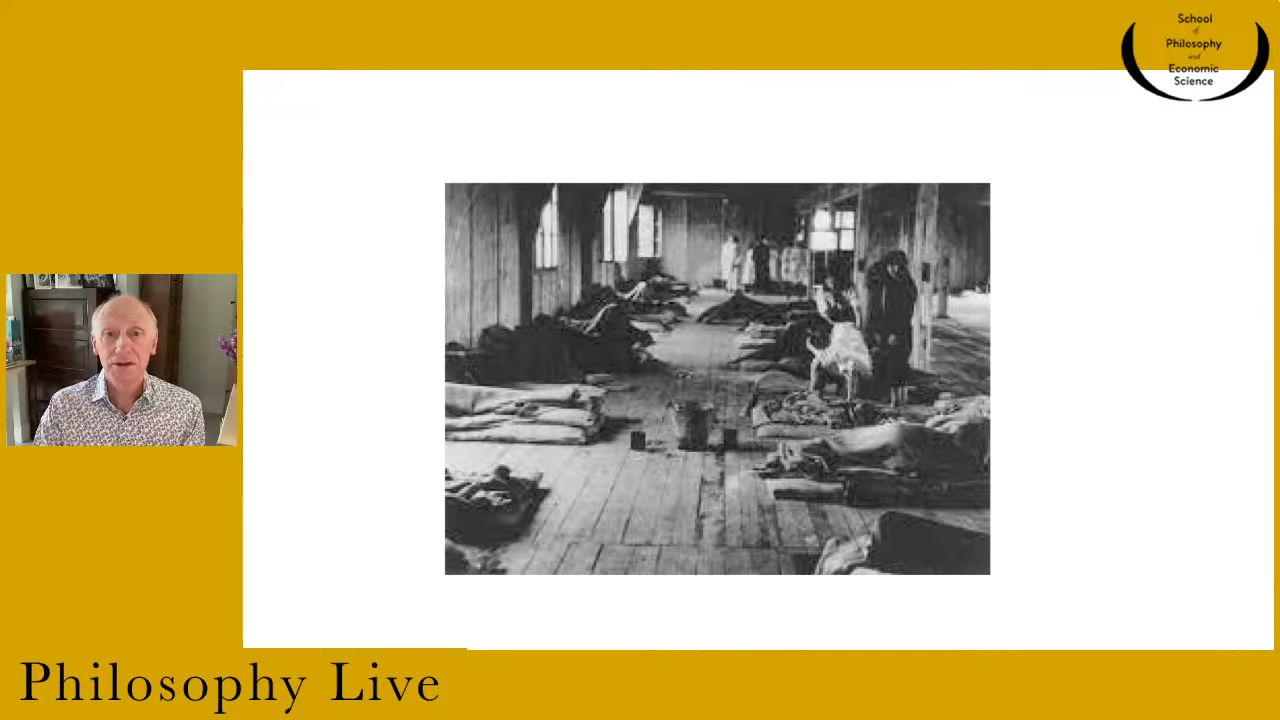 School
of
Philosophy
and
Economic
Science
Philosophy Live